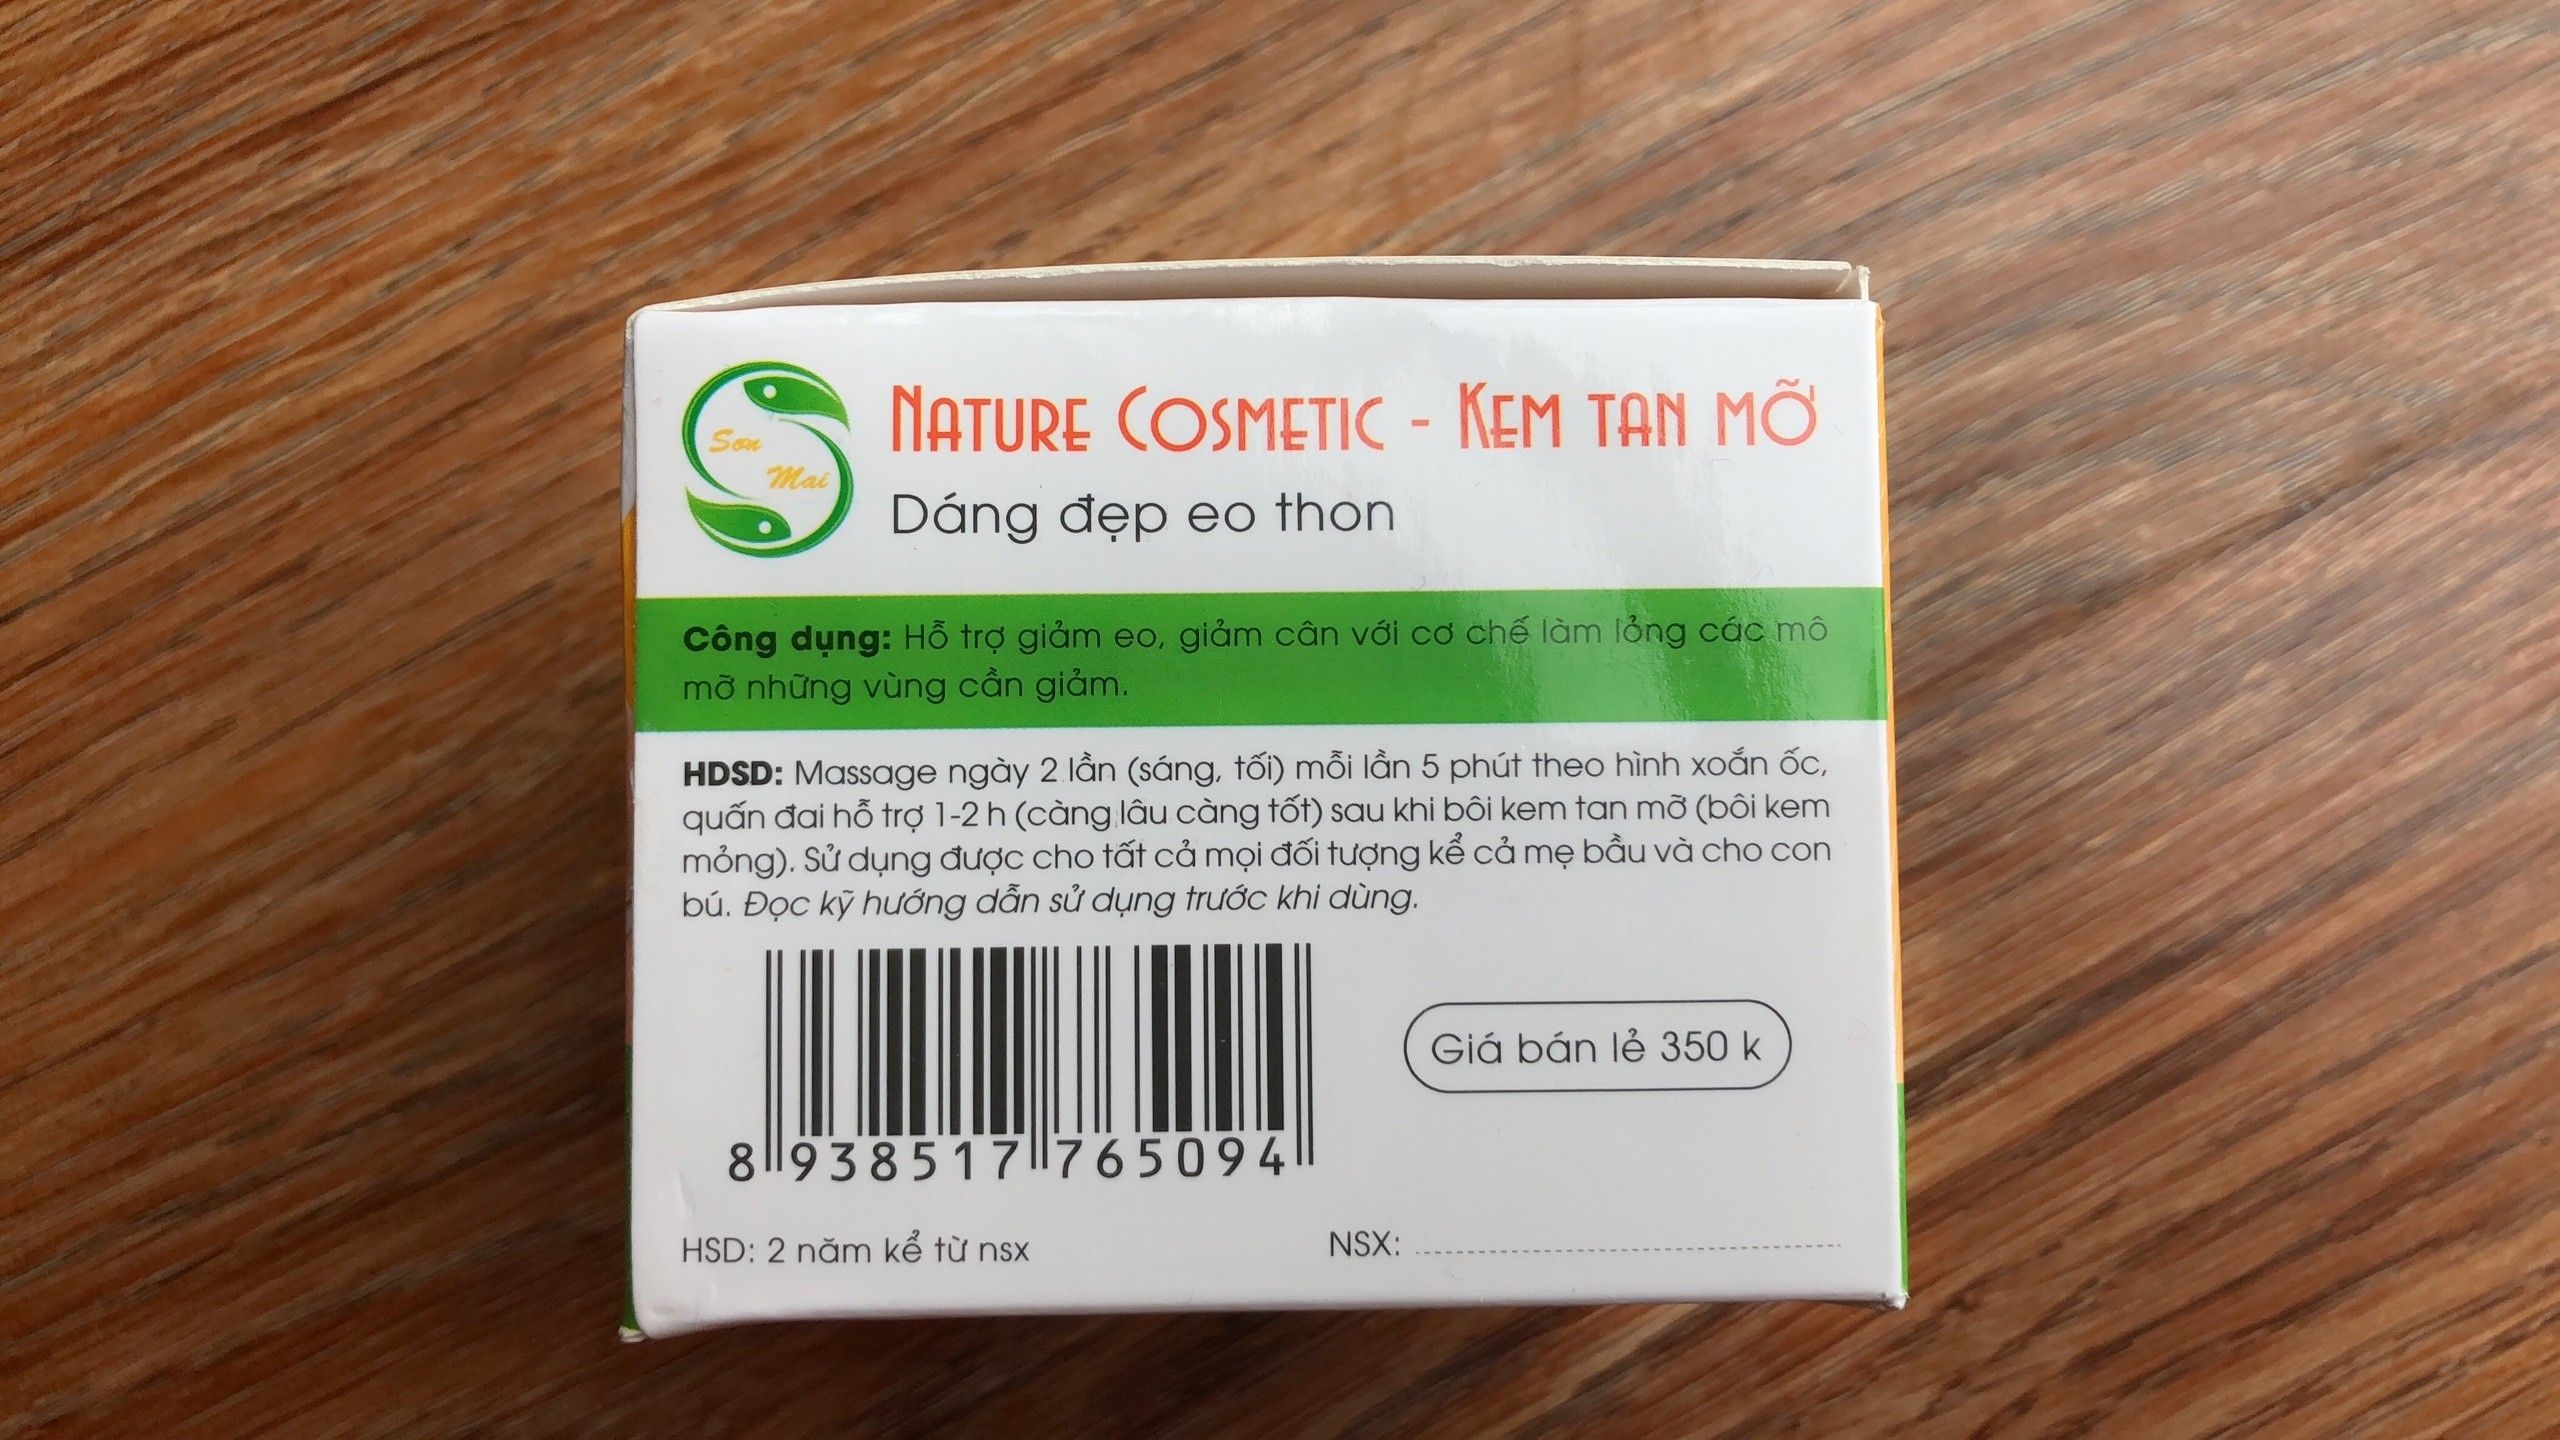 Sơn
Mai
NATURE COSMETIC - KEM TAN MỠ
Dáng đẹp eo thon
Công dụng: Hỗ trợ giảm eo, giảm cân với cơ chế làm lỏng các mô
mỡ những vùng cần giảm.
HDSD: Massage ngày 2 lần (sáng, tối) mỗi lần 5 phút theo hình xoắn ốc,
quấn đai hỗ trợ 1-2 h (càng lâu càng tốt) sau khi bôi kem tan mỡ (bôi kem
mỏng). Sử dụng được cho tất cả mọi đối tượng kể cả mẹ bầu và cho con
bú. Đọc kỹ hướng dẫn sử dụng trước khi dùng.
Giá bán lẻ 350 k
8 938517 765094
HSD: 2 năm kể từ nsx
NSX: